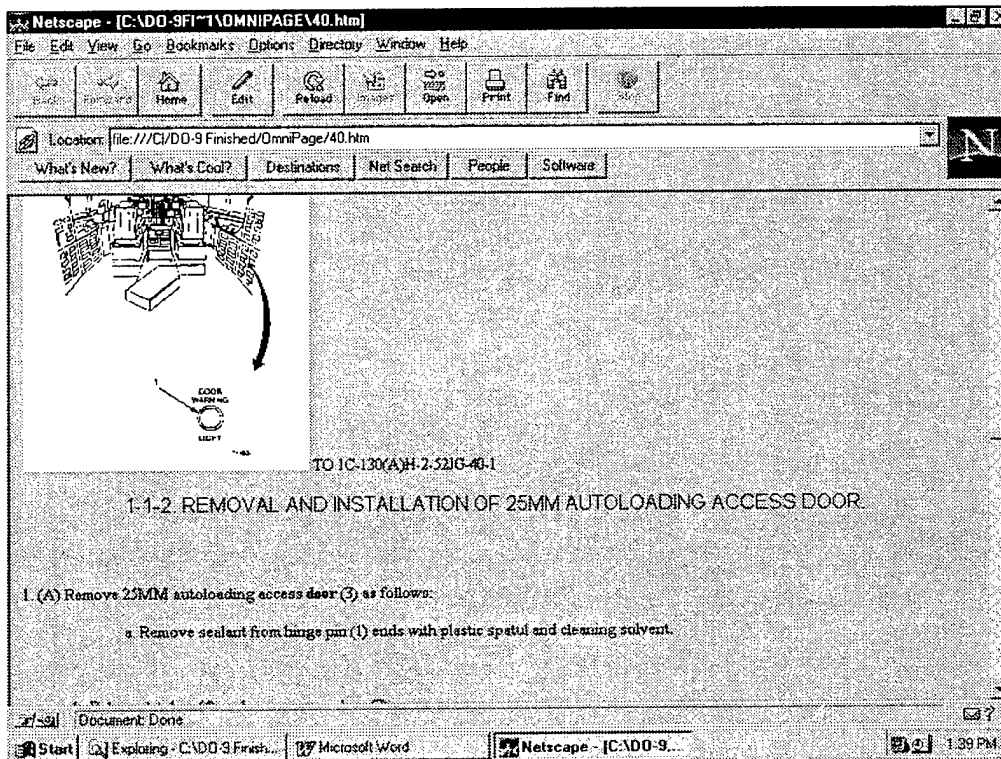 Netscape - [C:\DO-9FI~1\OMNIPAGE\40.htm]
File Edit View Go Bookmarks Options Directory Window Help
Back Forward Home Edit Reload Images Open Print Find Stop
Location: file:///C|/DO-9 Finished/OmniPage/40.htm
N
What's New? What's Cool? Destinations Net Search People Software
1
DOOR
WARNING
LIGHT
TO 1C-130(A)H-2-52JG-40-1
1-1-2. REMOVAL AND INSTALLATION OF 25MM AUTOLOADING ACCESS DOOR.
1. (A) Remove 25MM autoloading access door (3) as follows:
a. Remove sealant from hinge pin (1) ends with plastic spatul and cleaning solvent.
Document: Done
Start Exploring - C:\DO-9 Finish... Microsoft Word Netscape - [C:\DO-9... 1:39 PM